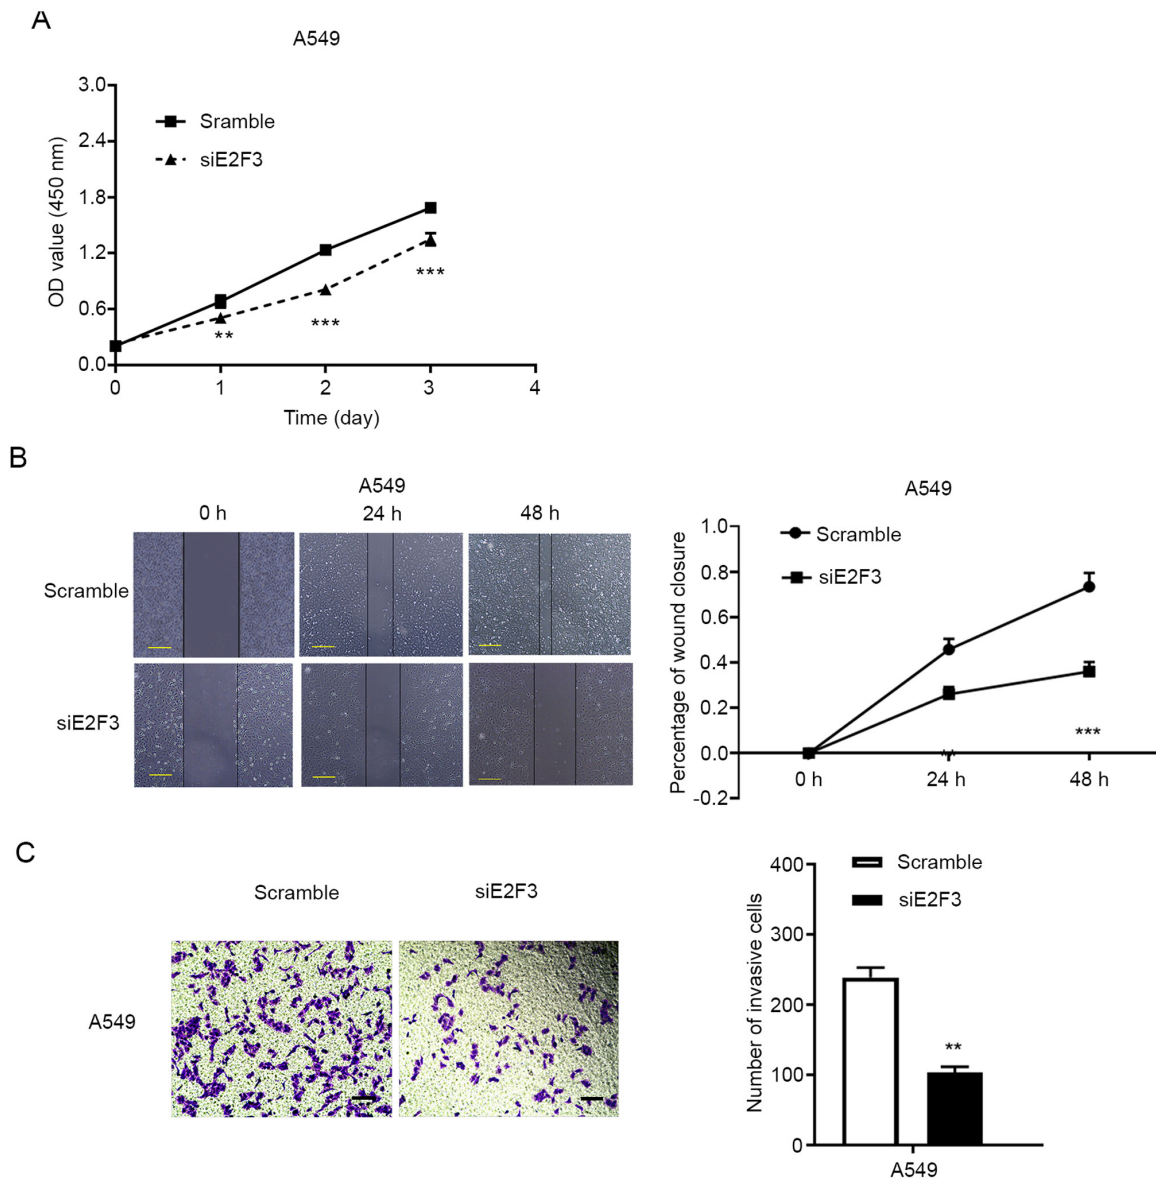 A
A549
3.0
2.4
1.8
1.2
0.6
0.0
OD value (450 nm)
Sramble
siE2F3
**
***
***
0 1 2 3 4
Time (day)
B
A549
0 h 24 h 48 h
Scramble
siE2F3
A549
1.0
0.8
0.6
0.4
0.2
0.0
-0.2
Percentage of wound closure
Scramble
siE2F3
***
0 h 24 h 48 h
C
Scramble siE2F3
A549
400
300
200
100
0
Number of invasive cells
Scramble
siE2F3
**
A549